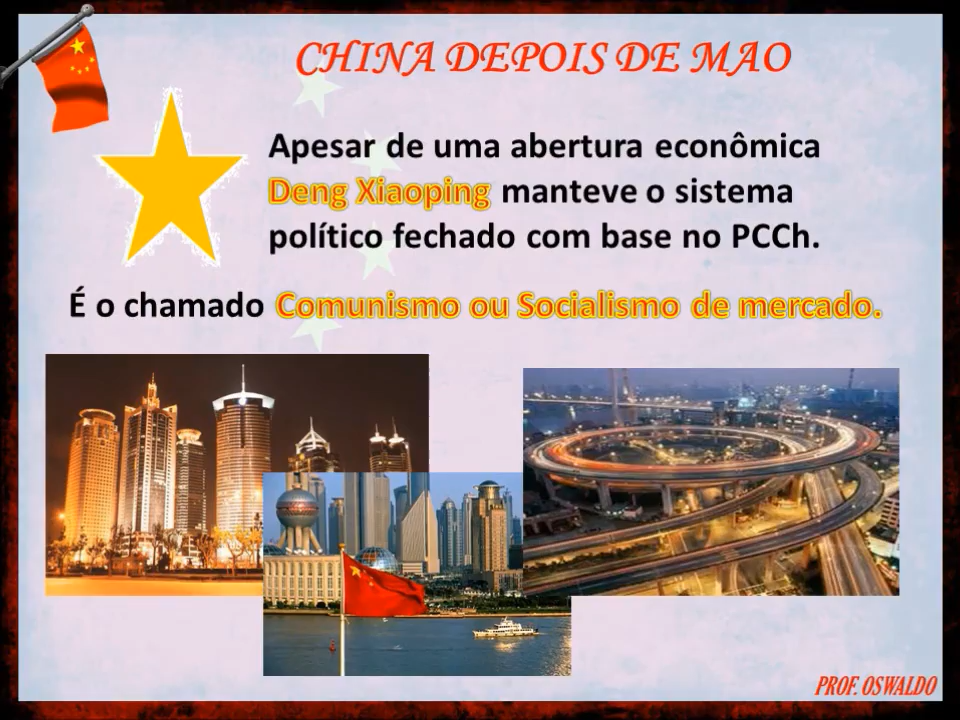 CHINA DEPOIS DE MAO
Apesar de uma abertura econômica
Deng Xiaoping manteve o sistema
político fechado com base no PCCh.
É o chamado Comunismo ou Socialismo de mercado.
PROF. OSWALDO